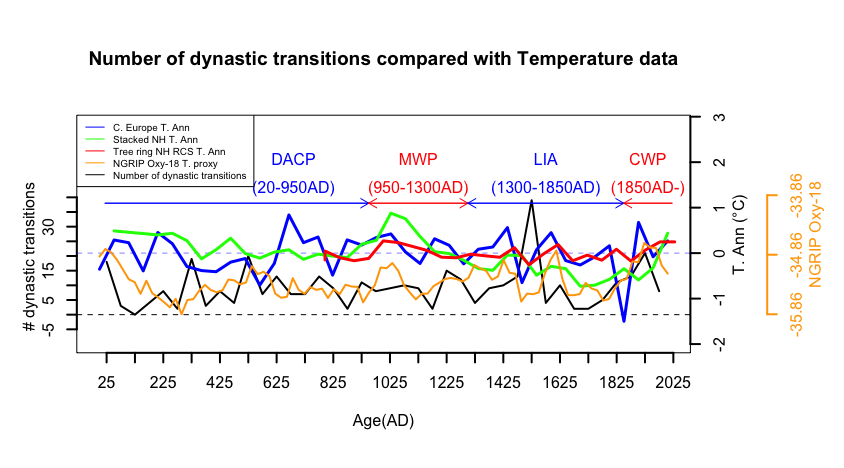 Number of dynastic transitions compared with Temperature data
C. Europe T. Ann
Stacked NH T. Ann
Tree ring NH RCS T. Ann
NGRIP Oxy-18 T. proxy
Number of dynastic transitions
DACP MWP LIA CWP
(20-950AD) (950-1300AD) (1300-1850AD) (1850AD-)
# dynastic transitions
30
15
5
-5
3
2
1
0
-1
-2
T. Ann (°C)
-33.86
-34.86
-35.86
NGRIP Oxy-18
25 225 425 625 825 1025 1225 1425 1625 1825 2025
Age(AD)